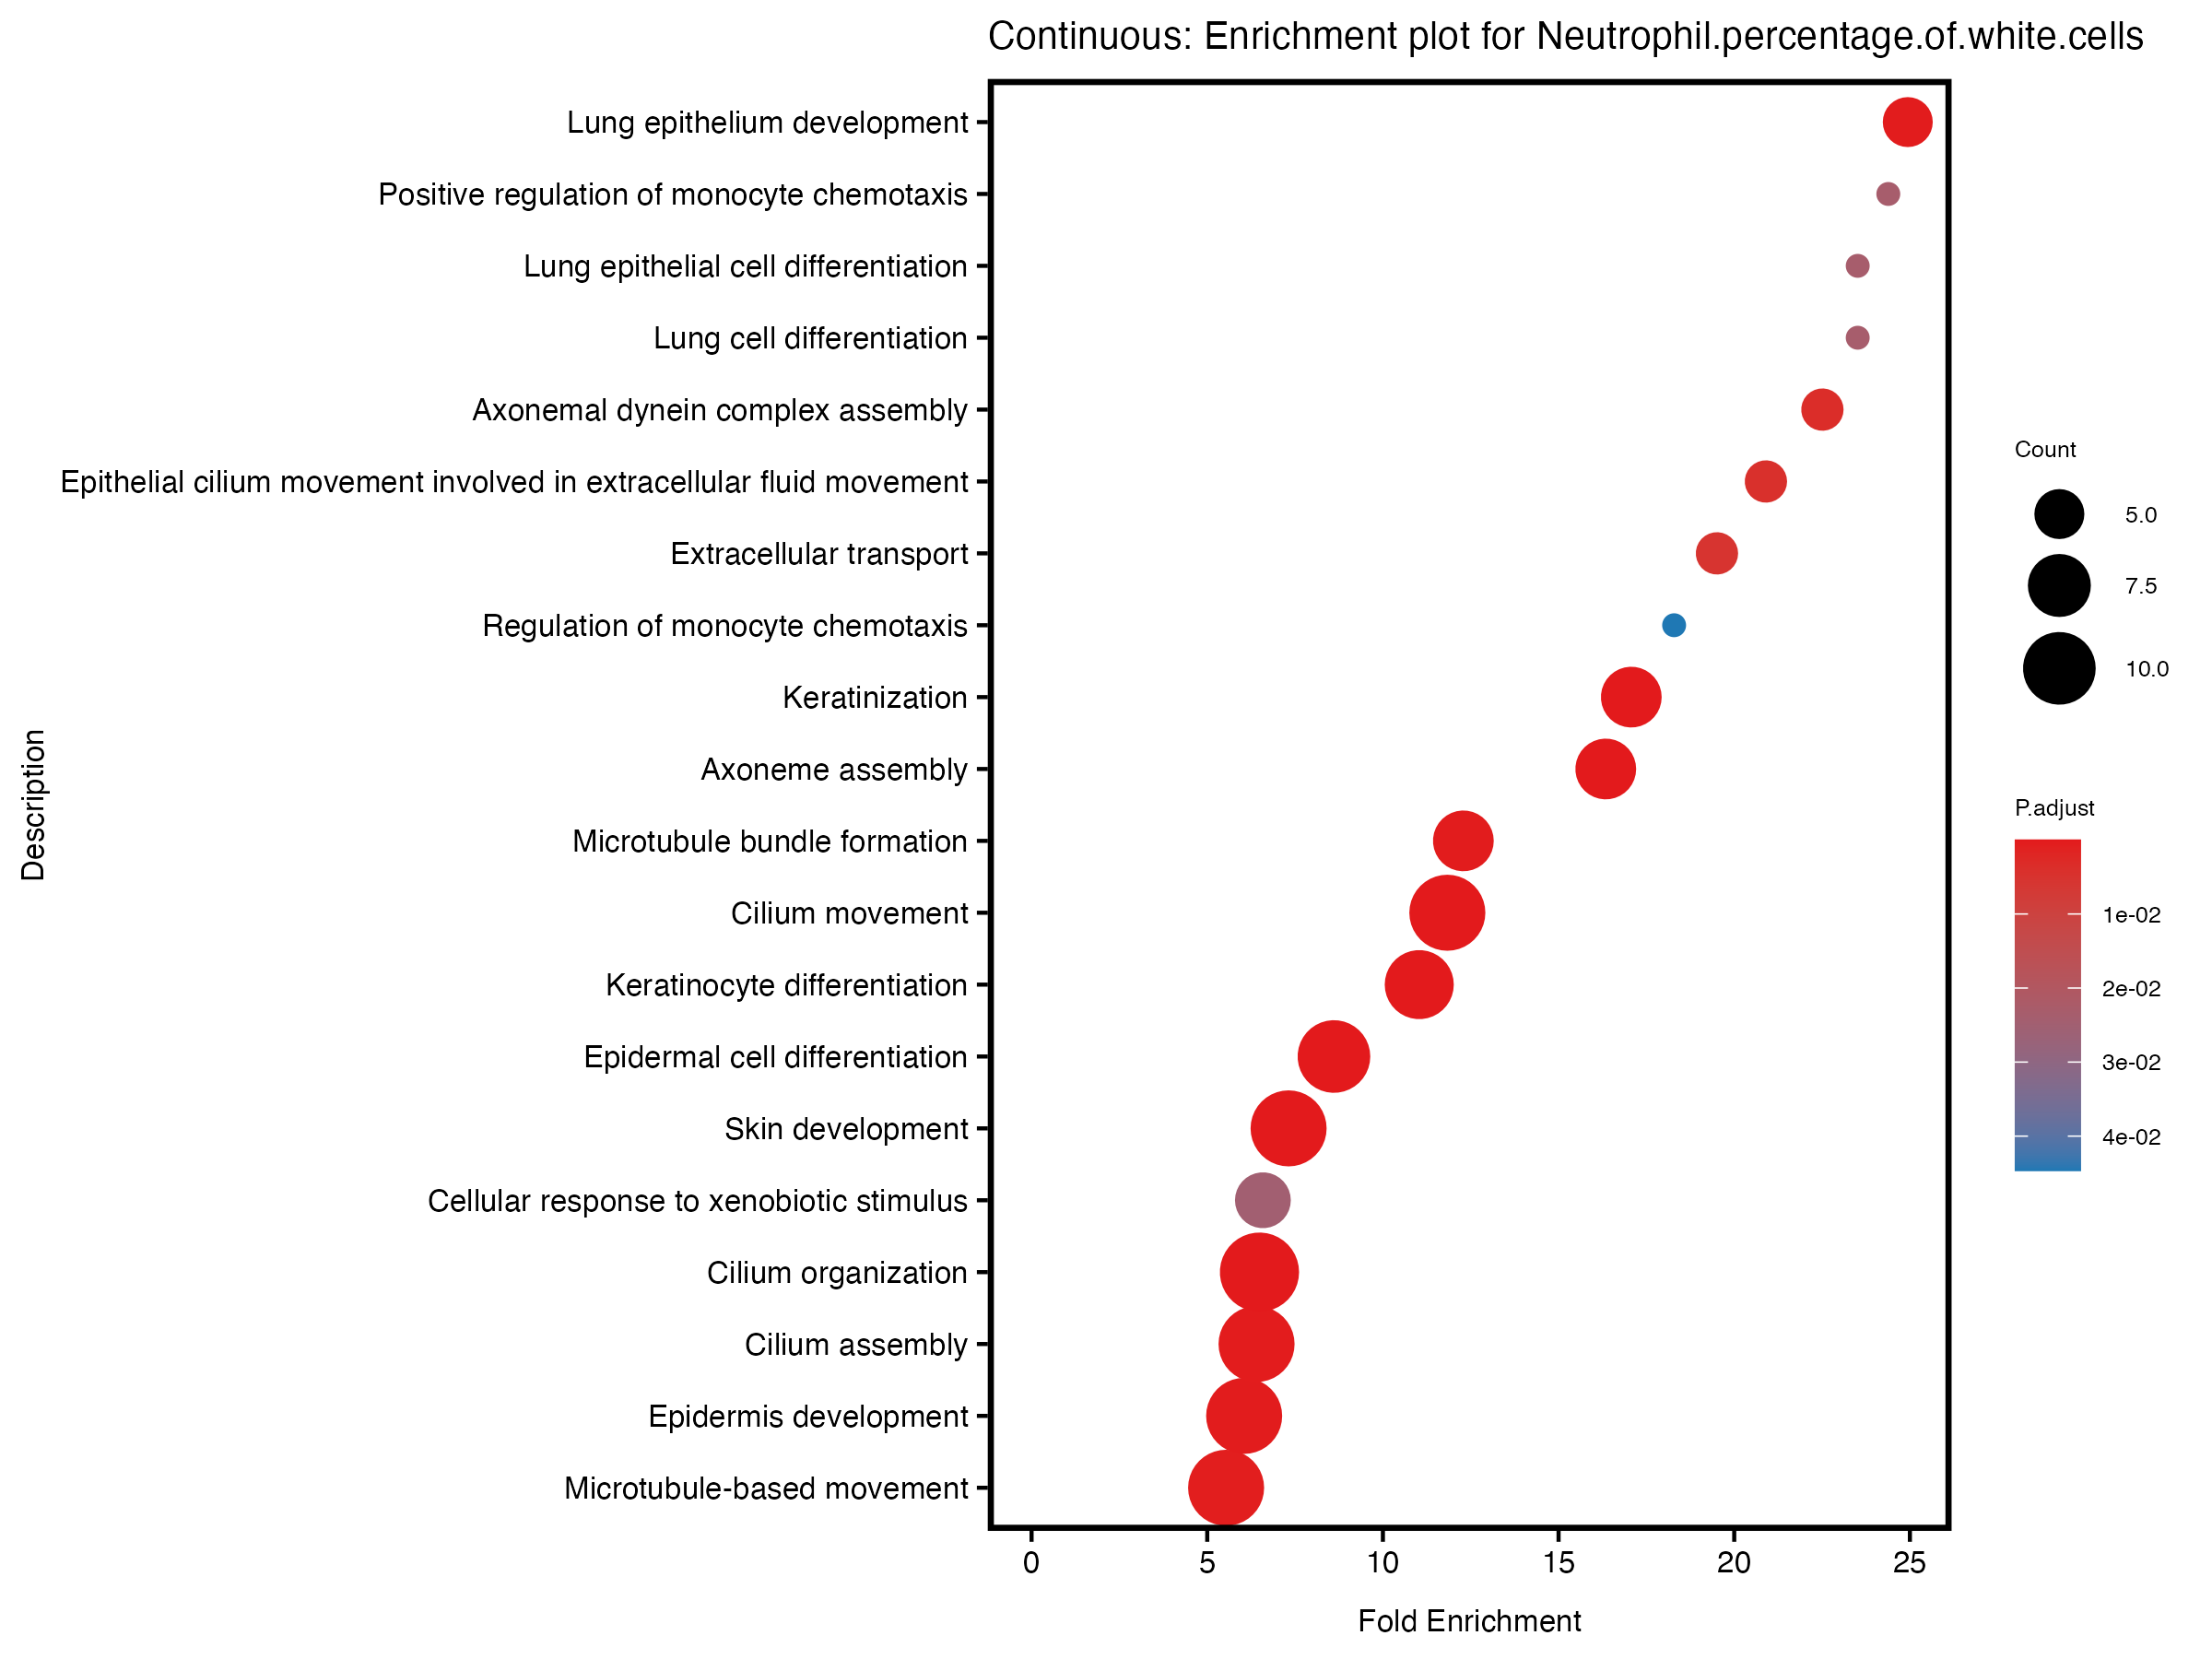 Continuous: Enrichment plot for Neutrophil.percentage.of.white.cells
Description
Lung epithelium development
Positive regulation of monocyte chemotaxis
Lung epithelial cell differentiation
Lung cell differentiation
Axonemal dynein complex assembly
Epithelial cilium movement involved in extracellular fluid movement
Extracellular transport
Regulation of monocyte chemotaxis
Keratinization
Axoneme assembly
Microtubule bundle formation
Cilium movement
Keratinocyte differentiation
Epidermal cell differentiation
Skin development
Cellular response to xenobiotic stimulus
Cilium organization
Cilium assembly
Epidermis development
Microtubule-based movement
0 5 10 15 20 25
Fold Enrichment
Count
5.0
7.5
10.0
P.adjust
1e-02
2e-02
3e-02
4e-02